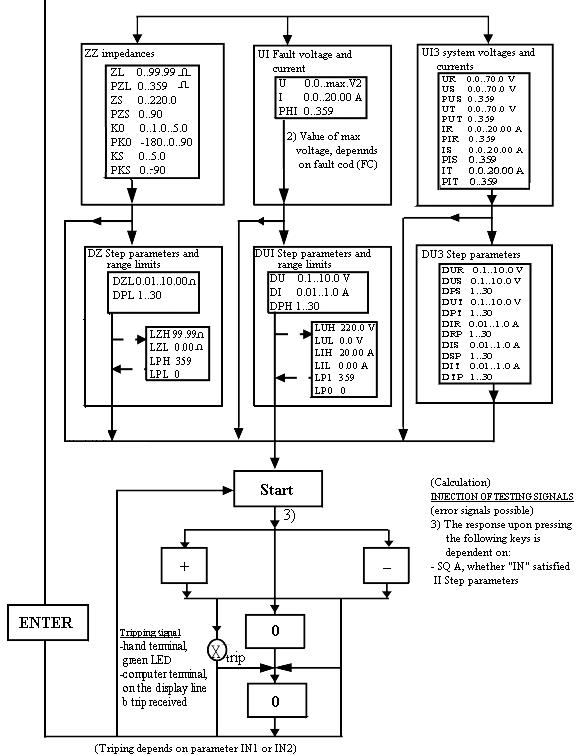 ZZ impedances
ZL 0..99.99 Ω
PZL 0..359 Ω
ZS 0..220.0
PZS 0..90
K0 0..1.0..5.0
PK0 -180.0..0..90
KS 0..5.0
PKS 0..-90
UI Fault voltage and
current
U 0.0..max.V2
I 0.0..20.00 A
PHI 0..359
2) Value of max
voltage, depennds
on fault cod (FC)
UI3 system voltages and
currents
UR 0.0..70.0 V
US 0.0..70.0 V
PUS 0..359
UT 0.0..70.0 V
PUT 0..359
IR 0.0..20.00 A
PIR 0..359
IS 0.0..20.00 A
PIS 0..359
IT 0.0..20.00 A
PIT 0..359
DZ Step parameters and
range limits
DZL 0.01..10.00Ω
DPL 1..30
LZH 99.99Ω
LZL 0.00Ω
LPH 359
LPL 0
DUI Step parameters and
range limits
DU 0.1..10.0 V
DI 0.01..1.0 A
DPH 1..30
LUH 220.0 V
LUL 0.0 V
LIH 20.00 A
LIL 0.00 A
LP1 359
LP0 0
DU3 Step parameters
DUR 0.1..10.0 V
DUS 0.1..10.0 V
DPS 1..30
DUT 0.1..10.0 V
DPT 1..30
DIR 0.01..1.0 A
DRP 1..30
DIS 0.01..1.0 A
DSP 1..30
DIT 0.01..1.0 A
DTP 1..30
Start
3)
(Calculation)
INJECTION OF TESTING SIGNALS
(error signals possible)
3) The response upon pressing
the following keys is
dependent on:
- SQ A, whether "IN" satisfied
II Step parameters
+
–
ENTER
Tripping signal
-hand terminal,
green LED
-computer terminal,
on the display line
b trip received
X trip
0
0
(Triping depends on parameter IN1 or IN2)